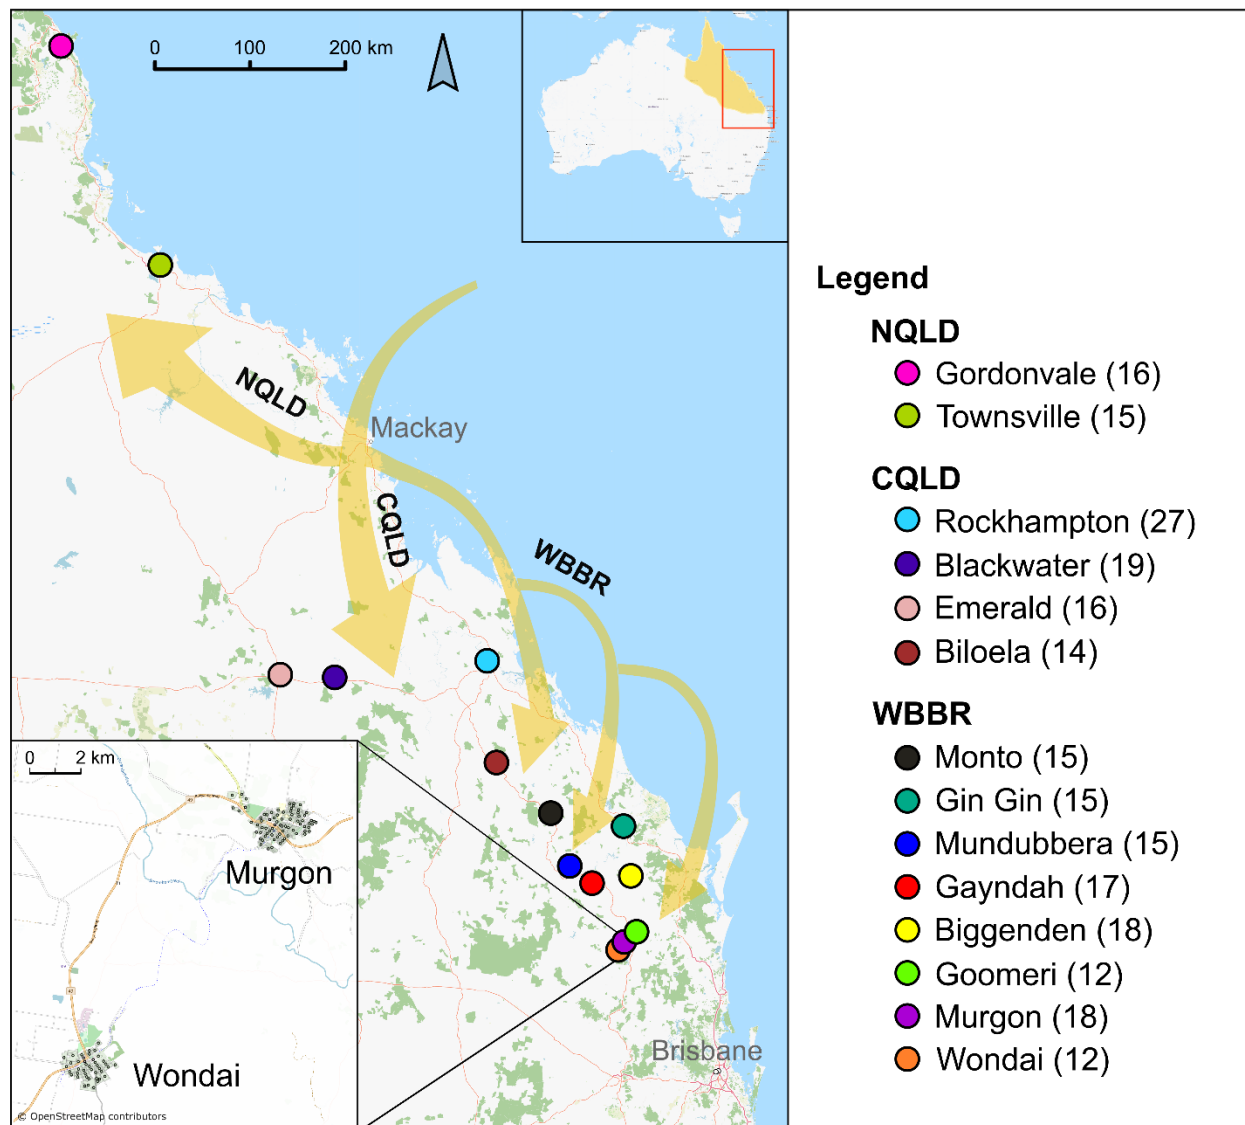 0 100 200 km
NQLD
Mackay
CQLD
WBBR
Brisbane
0 2 km
Murgon
Wondai
© OpenStreetMap contributors
Legend
NQLD
Gordonvale (16)
Townsville (15)
CQLD
Rockhampton (27)
Blackwater (19)
Emerald (16)
Biloela (14)
WBBR
Monto (15)
Gin Gin (15)
Mundubbera (15)
Gayndah (17)
Biggenden (18)
Goomeri (12)
Murgon (18)
Wondai (12)